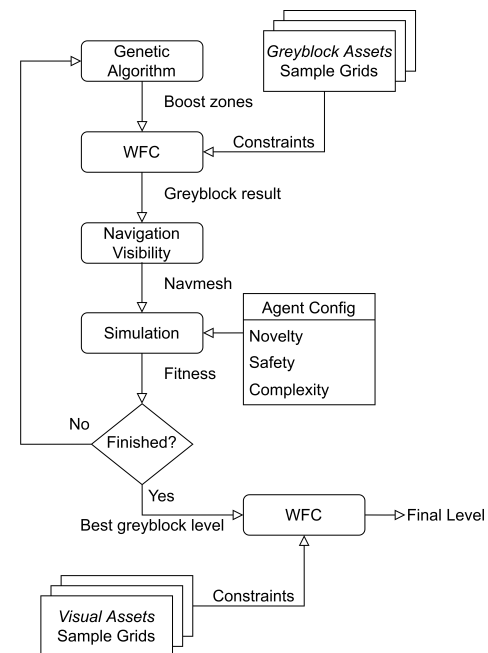 Genetic
Algorithm
Greyblock Assets
Sample Grids
Boost zones
WFC
Constraints
Greyblock result
Navigation
Visibility
Navmesh
Agent Config
Simulation
Novelty
Safety
Complexity
Fitness
No
Finished?
Yes
Best greyblock level
WFC
Final Level
Constraints
Visual Assets
Sample Grids